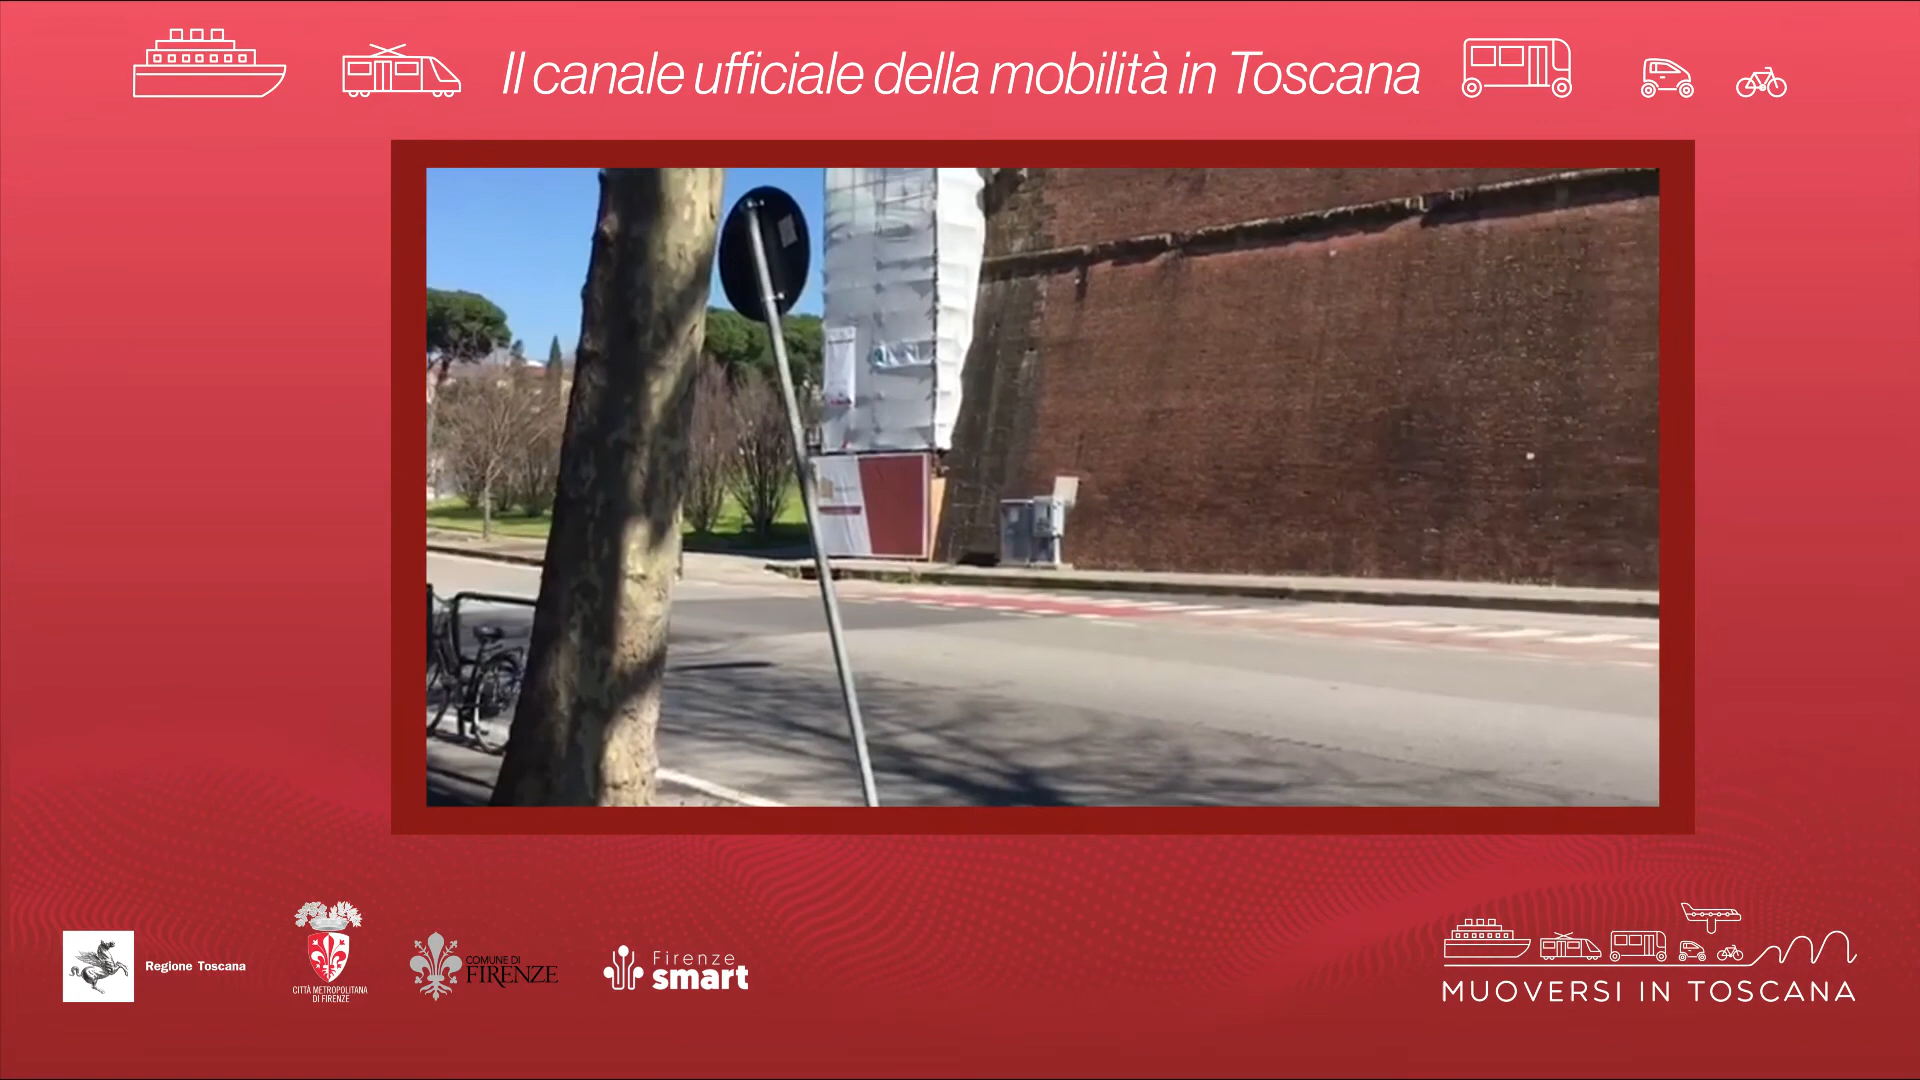 Il canale ufficiale della mobilità in Toscana
Regione Toscana
CITTÀ METROPOLITANA
DI FIRENZE
COMUNE DI
FIRENZE
Firenze
smart
MUOVERSI IN TOSCANA